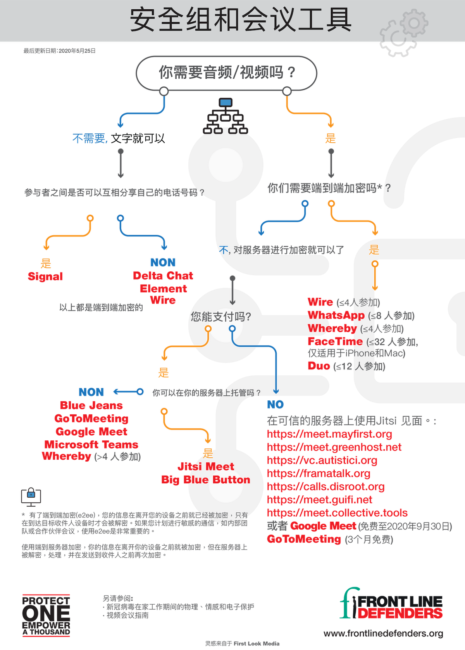 安全组和会议工具
最后更新日期：2020年6月25日
你需要音频/视频吗？
不需要, 文字就可以
是
参与者之间是否可以互相分享自己的电话号码？
你们需要端到端加密吗*？
是
Signal
NON
Delta Chat
Element
Wire
不, 对服务器进行加密就可以了
是
以上都是端到端加密的
您能支付吗?
Wire (≤4人参加)
WhatsApp (≤8 人参加)
Whereby (≤4人参加)
FaceTime (≤32 人参加,
仅适用于iPhone和Mac)
Duo (≤12 人参加)
是
NON
你可以在你的服务器上托管吗？
Blue Jeans
GoToMeeting
Google Meet
Microsoft Teams
Whereby (>4 人参加)
是
Jitsi Meet
Big Blue Button
NO
在可信的服务器上使用Jitsi 见面。:
https://meet.mayfirst.org
https://meet.greenhost.net
https://vc.autistici.org
https://framatalk.org
https://calls.disroot.org
https://meet.guifi.net
https://meet.collective.tools
或者 Google Meet (免费至2020年9月30日)
GoToMeeting (3个月免费)
* 有了端到端加密(e2ee)，您的信息在离开您的设备之前就已经被加密，只有
在到达目标收件人设备时才会被解密。如果您计划进行敏感的通信，如内部团
队或合作伙伴会议，使用e2ee是非常重要的。
使用端到服务器加密，你的信息在离开你的设备之前就被加密，但在服务器上
被解密，处理，并在发送到收件人之前再次加密。
PROTECT
ONE
EMPOWER
A THOUSAND
另请参阅:
- 新冠病毒在家工作期间的物理、情感和电子保护
- 视频会议指南
灵感来自于 First Look Media
FRONT LINE
DEFENDERS
www.frontlinedefenders.org